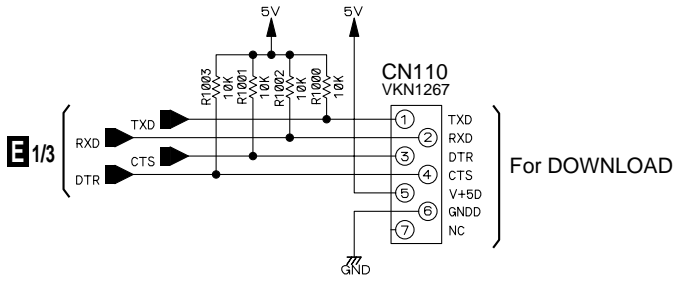 5V
5V
R1003
10K
R1001
10K
R1002
10K
R1000
10K
CN110
VKN1267
E 1/3
TXD
RXD
CTS
DTR
1 TXD
2 RXD
3 DTR
4 CTS
5 V+5D
6 GNDD
7 NC
For DOWNLOAD
GND